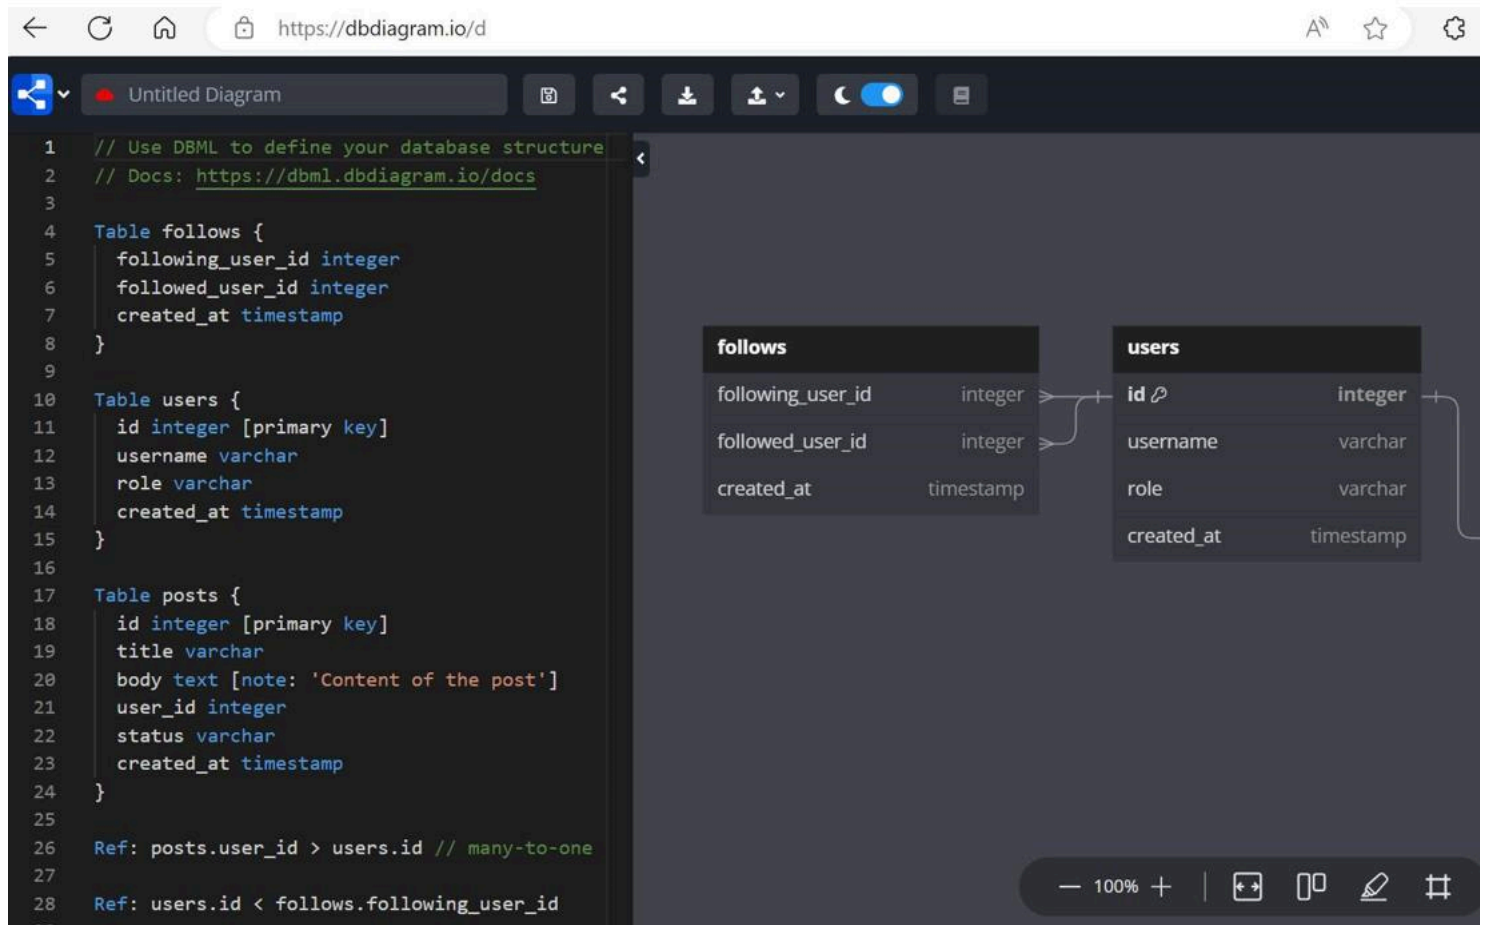 https://dbdiagram.io/d
Untitled Diagram
1 // Use DBML to define your database structure
2 // Docs: https://dbml.dbdiagram.io/docs
3
4 Table follows {
5 following_user_id integer
6 followed_user_id integer
7 created_at timestamp
8 }
9
10 Table users {
11 id integer [primary key]
12 username varchar
13 role varchar
14 created_at timestamp
15 }
16
17 Table posts {
18 id integer [primary key]
19 title varchar
20 body text [note: 'Content of the post']
21 user_id integer
22 status varchar
23 created_at timestamp
24 }
25
26 Ref: posts.user_id > users.id // many-to-one
27
28 Ref: users.id < follows.following_user_id
follows
following_user_id integer
followed_user_id integer
created_at timestamp
users
id integer
username varchar
role varchar
created_at timestamp
100%